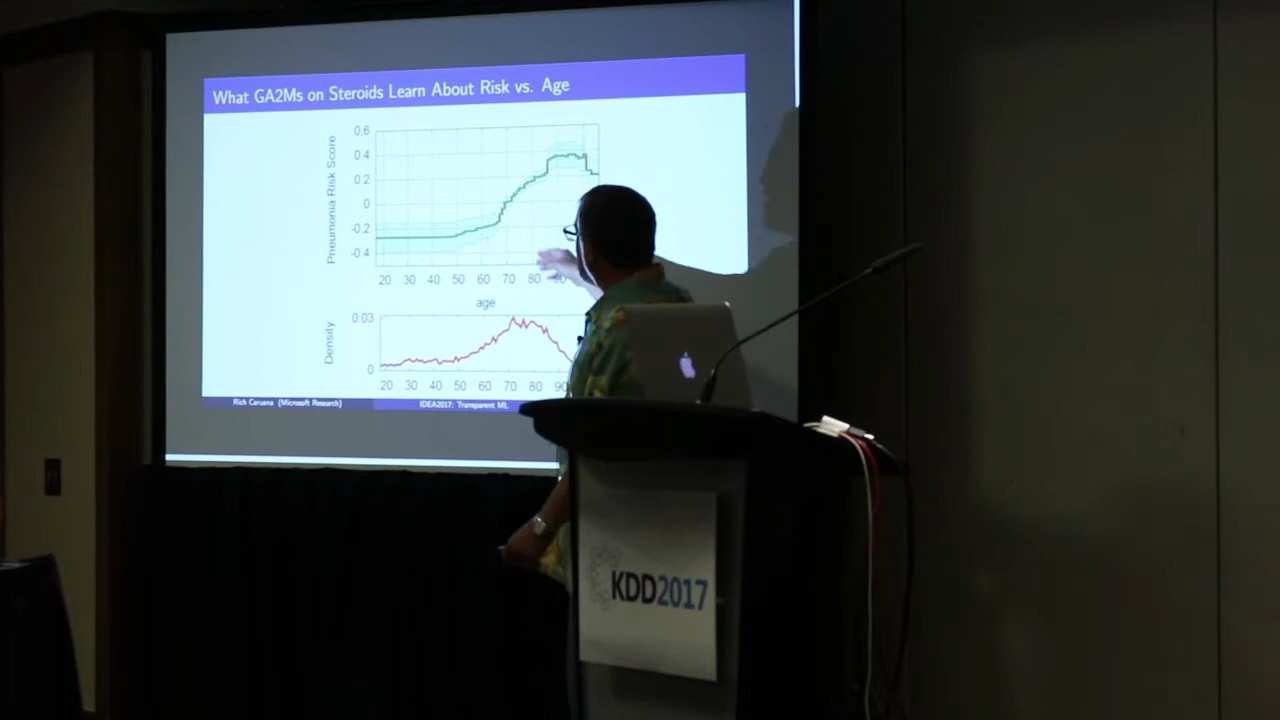 What GA2Ms on Steroids Learn About Risk vs. Age
Pneumonia Risk Score
0.6
0.4
0.2
0
-0.2
-0.4
20 30 40 50 60 70 80 90
age
Density
0.03
0
20 30 40 50 60 70 80 90
Rich Caruana (Microsoft Research)
IDEA2017: Transparent ML
KDD2017